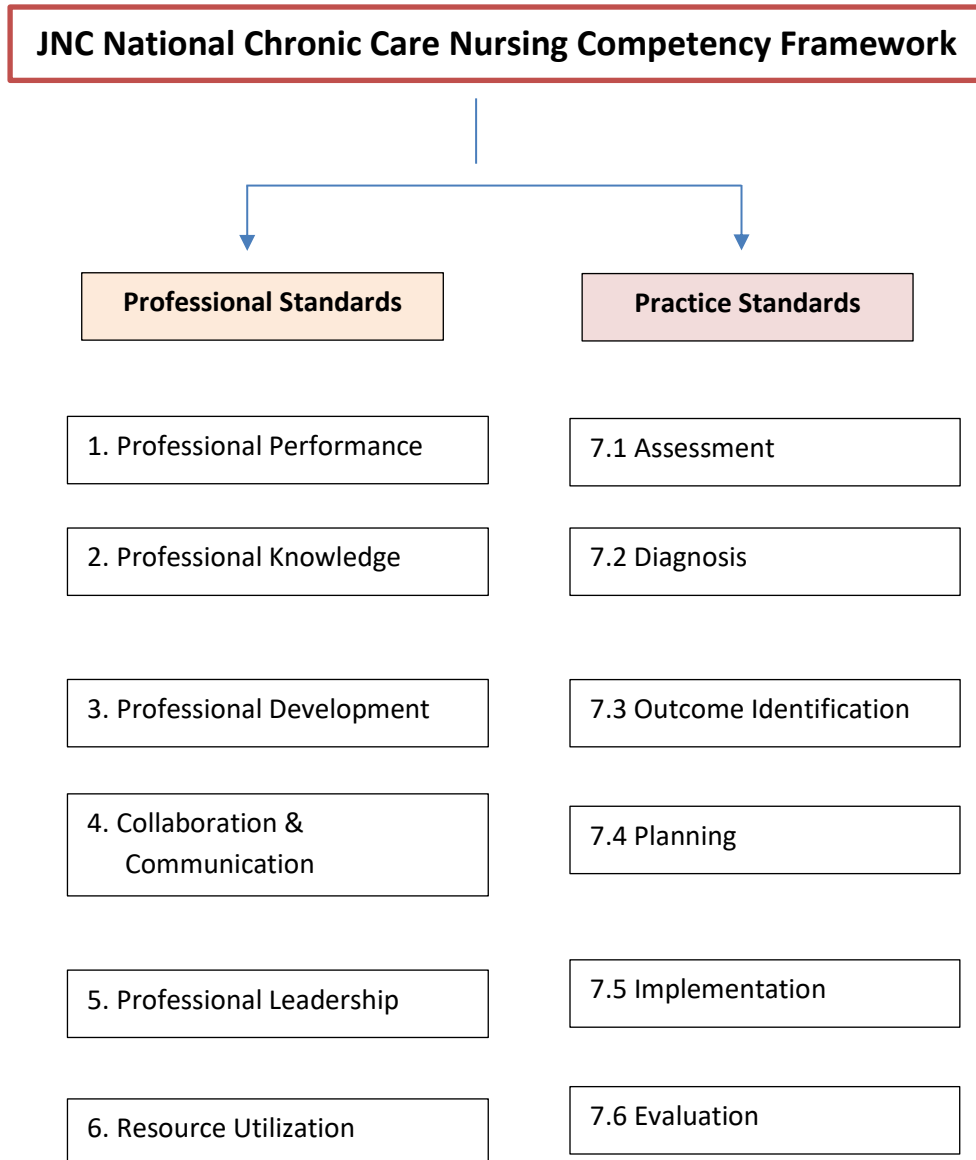 JNC National Chronic Care Nursing Competency Framework
Professional Standards
Practice Standards
1. Professional Performance
7.1 Assessment
2. Professional Knowledge
7.2 Diagnosis
3. Professional Development
7.3 Outcome Identification
4. Collaboration &
Communication
7.4 Planning
5. Professional Leadership
7.5 Implementation
6. Resource Utilization
7.6 Evaluation